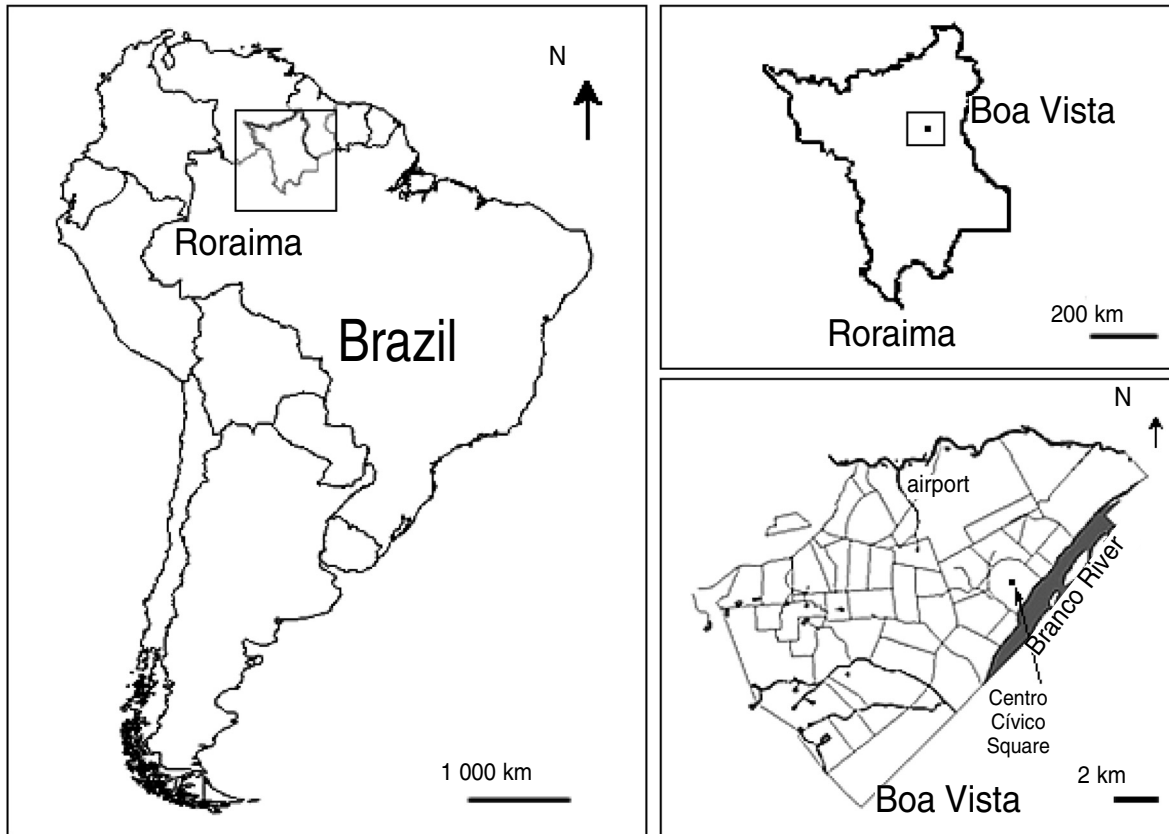 N
Roraima
Brazil
1 000 km
Boa Vista
Roraima
200 km
N
airport
Branco River
Centro
Cívico
Square
Boa Vista
2 km